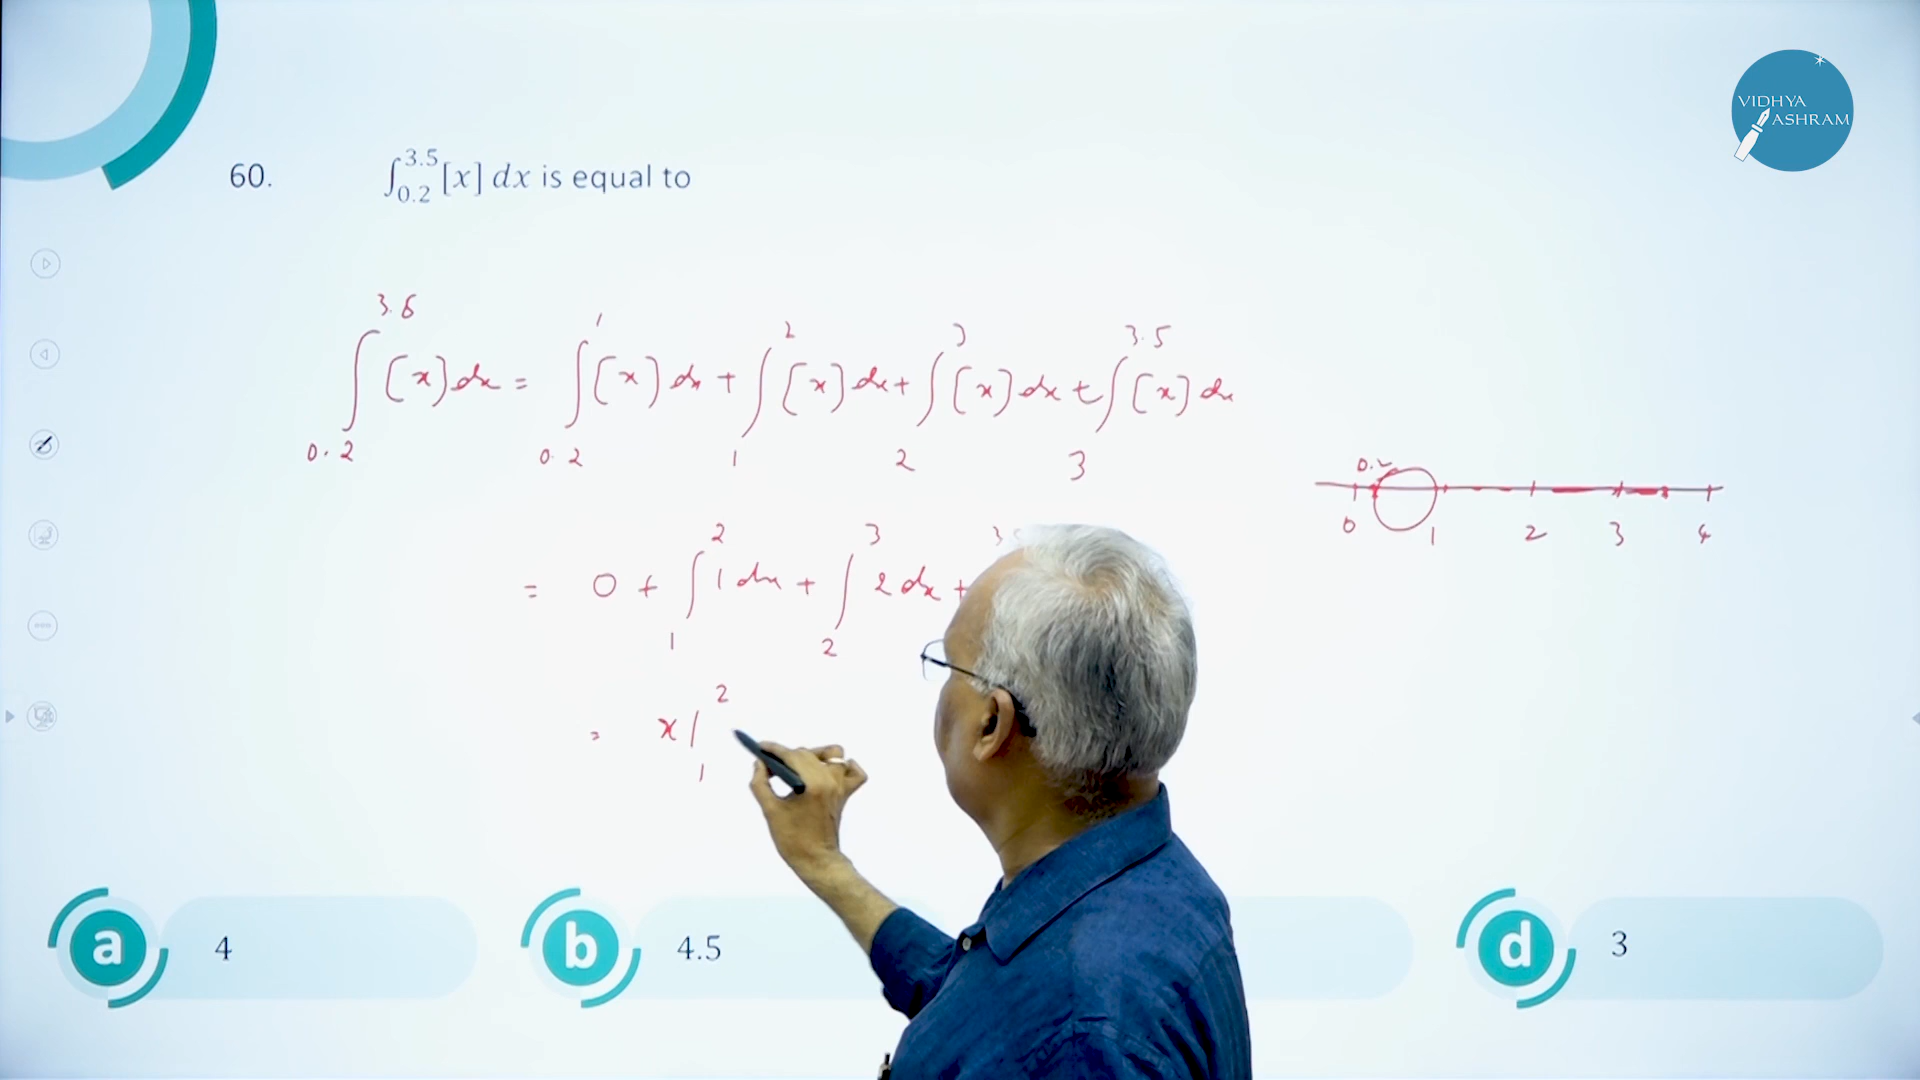 VIDHYA
ASHRAM
60. ∫_{0.2}^{3.5} [x] dx is equal to
∫_{0.2}^{3.6} [x] dx = ∫_{0.2}^{1} [x] dx + ∫_{1}^{2} [x] dx + ∫_{2}^{3} [x] dx + ∫_{3}^{3.5} [x] dx
0.2
0 1 2 3 4
= 0 + ∫_{1}^{2} 1 dx + ∫_{2}^{3} 2 dx +
= x |_{1}^{2}
a 4
b 4.5
d 3